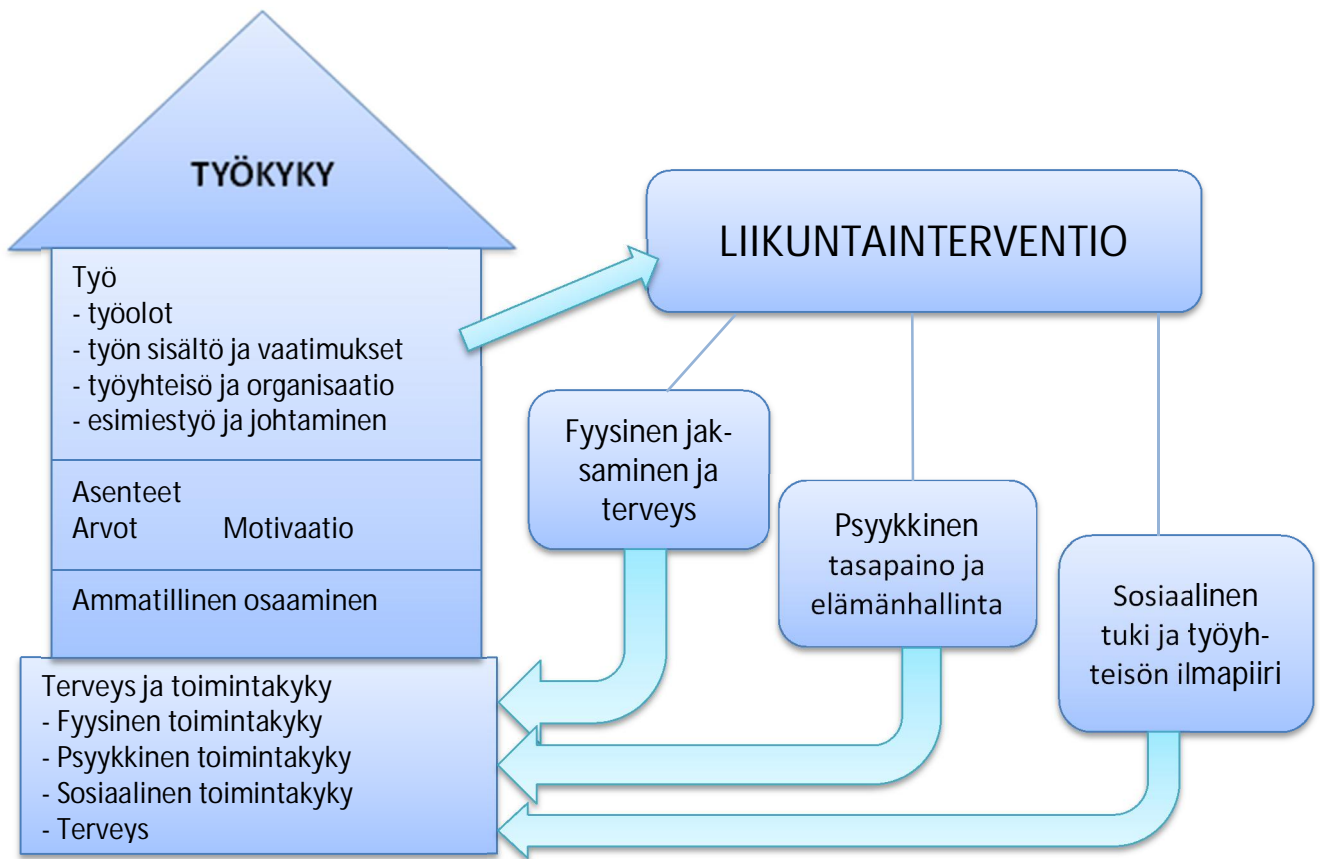 TYÖKYKY
Työ
- työolot
- työn sisältö ja vaatimukset
- työyhteisö ja organisaatio
- esimiestyö ja johtaminen
Asenteet
Arvot Motivaatio
Ammatillinen osaaminen
Terveys ja toimintakyky
- Fyysinen toimintakyky
- Psyykkinen toimintakyky
- Sosiaalinen toimintakyky
- Terveys
LIIKUNTAINTERVENTIO
Fyysinen jak-
saminen ja
terveys
Psyykkinen
tasapaino ja
elämänhallinta
Sosiaalinen
tuki ja työyh-
teisön ilmapiiri